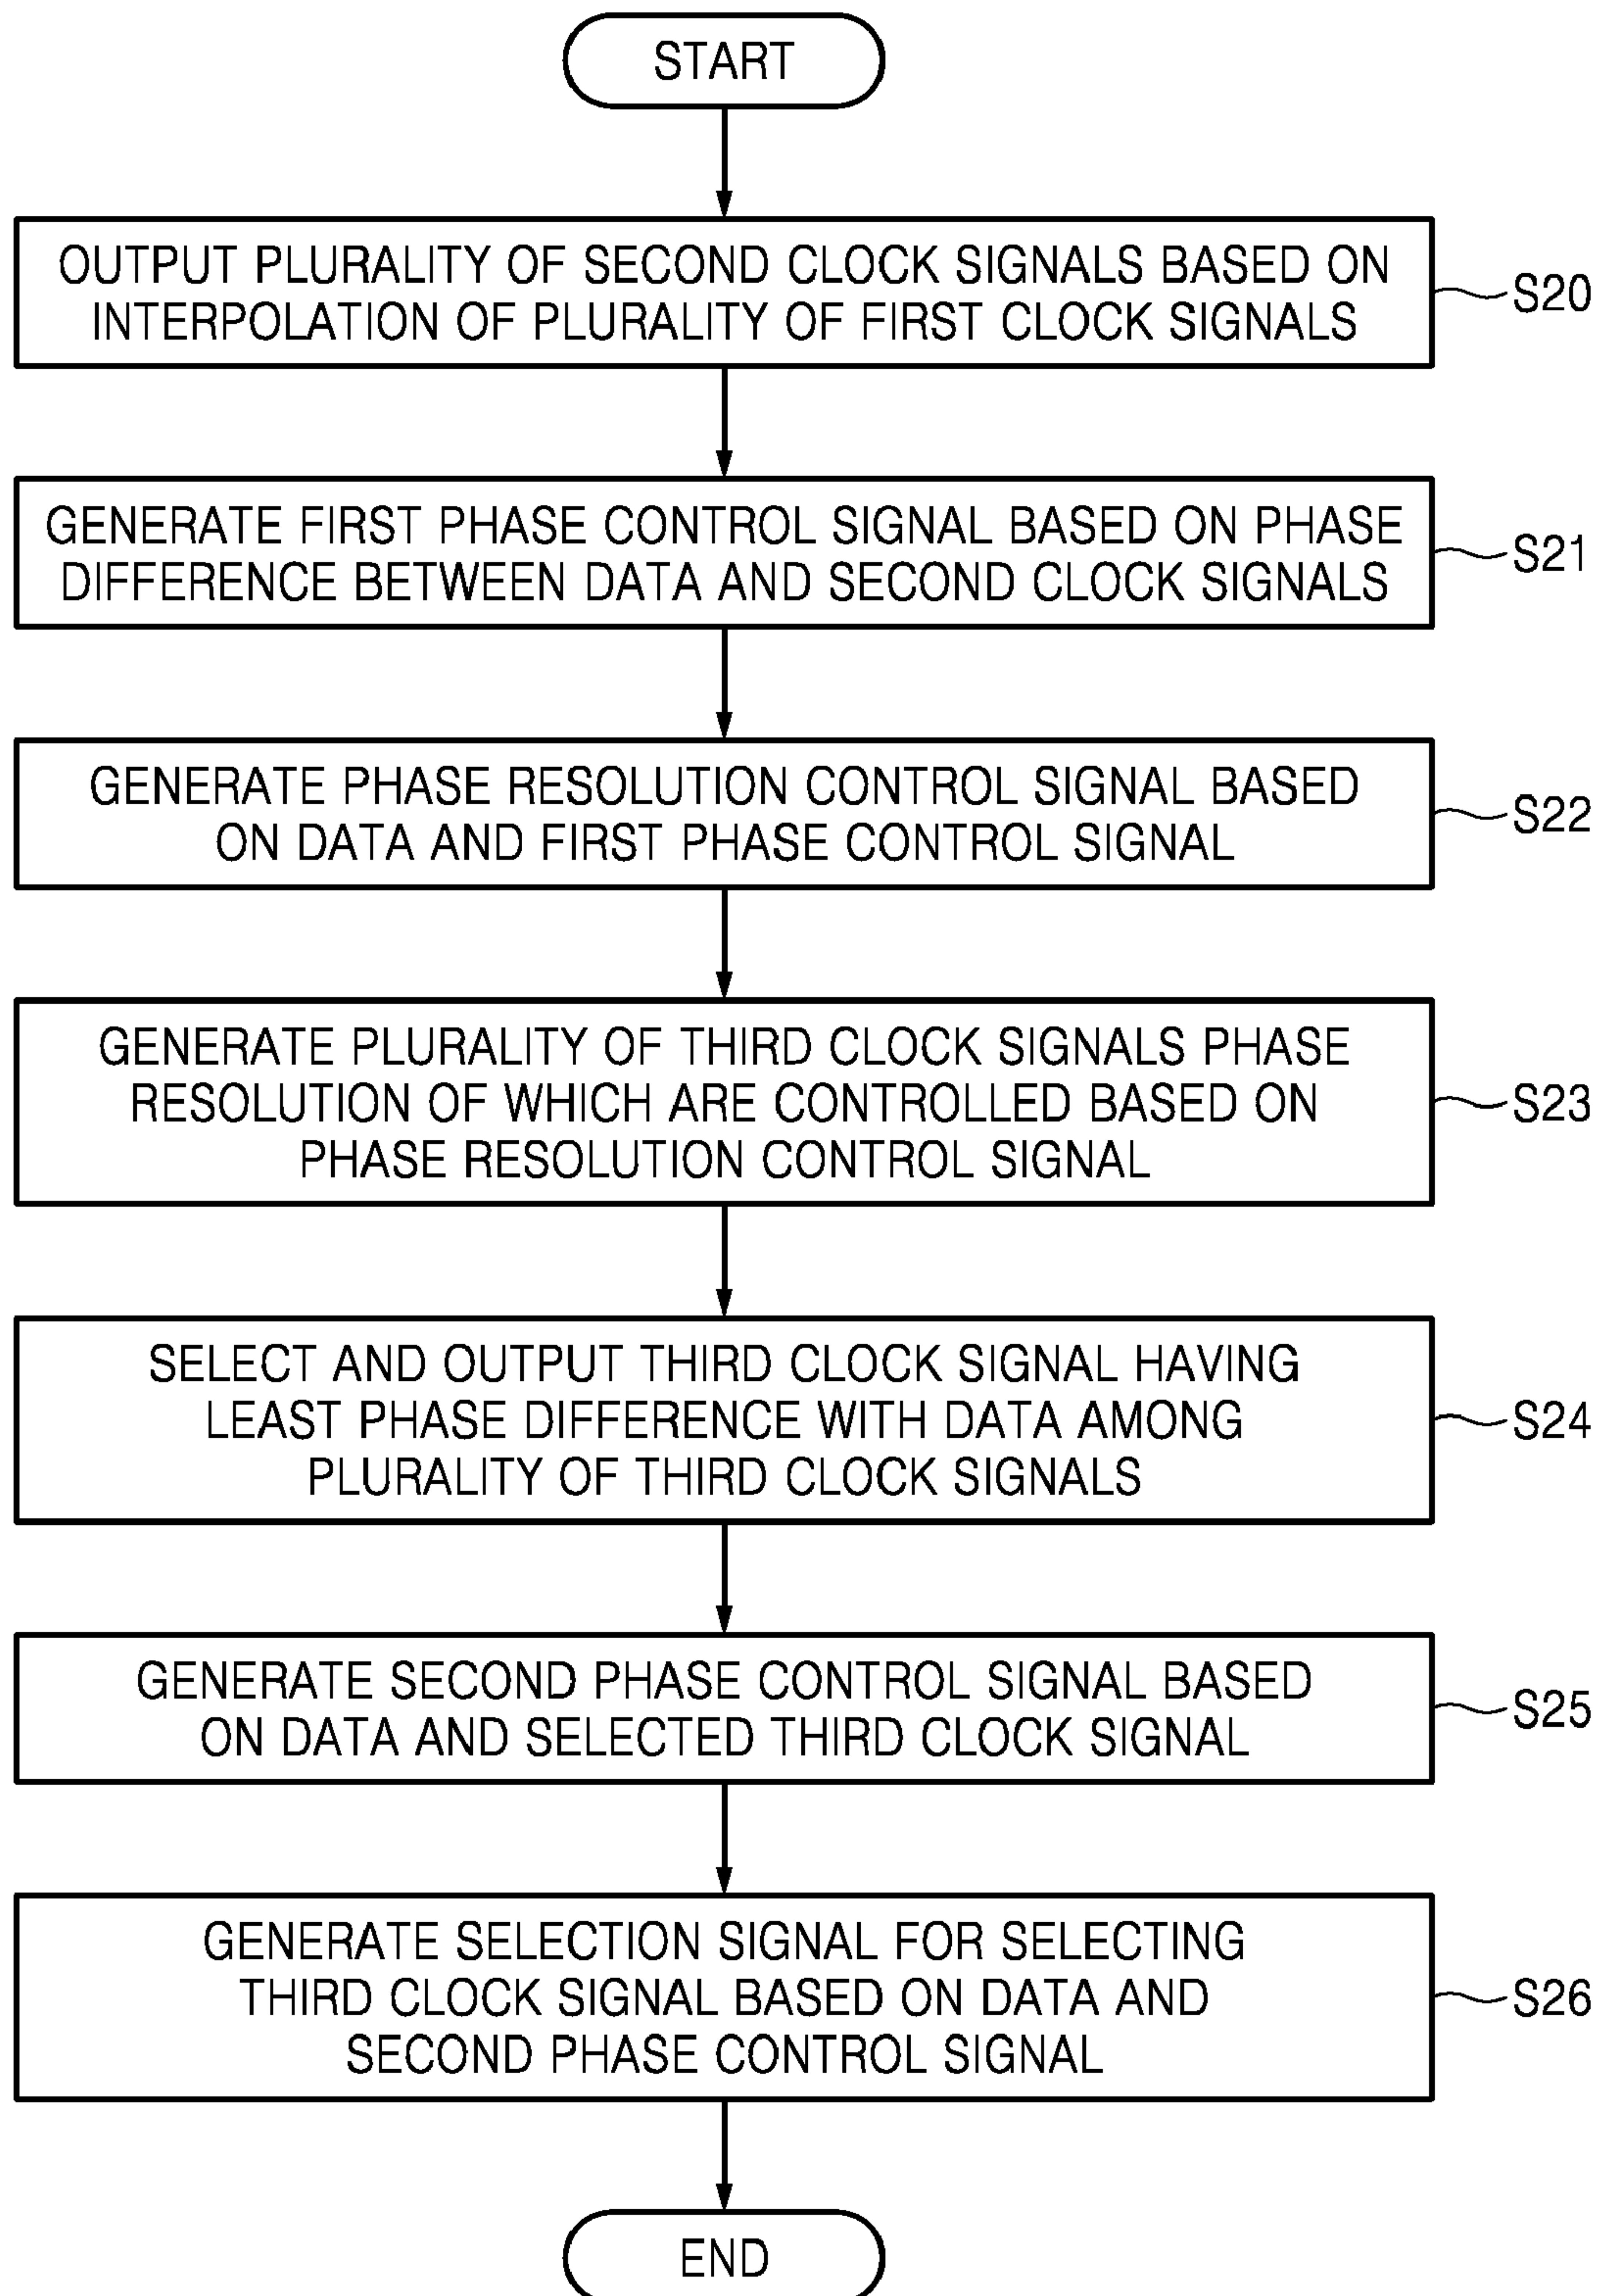 START
OUTPUT PLURALITY OF SECOND CLOCK SIGNALS BASED ON
INTERPOLATION OF PLURALITY OF FIRST CLOCK SIGNALS
S20
GENERATE FIRST PHASE CONTROL SIGNAL BASED ON PHASE
DIFFERENCE BETWEEN DATA AND SECOND CLOCK SIGNALS
S21
GENERATE PHASE RESOLUTION CONTROL SIGNAL BASED
ON DATA AND FIRST PHASE CONTROL SIGNAL
S22
GENERATE PLURALITY OF THIRD CLOCK SIGNALS PHASE
RESOLUTION OF WHICH ARE CONTROLLED BASED ON
PHASE RESOLUTION CONTROL SIGNAL
S23
SELECT AND OUTPUT THIRD CLOCK SIGNAL HAVING
LEAST PHASE DIFFERENCE WITH DATA AMONG
PLURALITY OF THIRD CLOCK SIGNALS
S24
GENERATE SECOND PHASE CONTROL SIGNAL BASED
ON DATA AND SELECTED THIRD CLOCK SIGNAL
S25
GENERATE SELECTION SIGNAL FOR SELECTING
THIRD CLOCK SIGNAL BASED ON DATA AND
SECOND PHASE CONTROL SIGNAL
S26
END